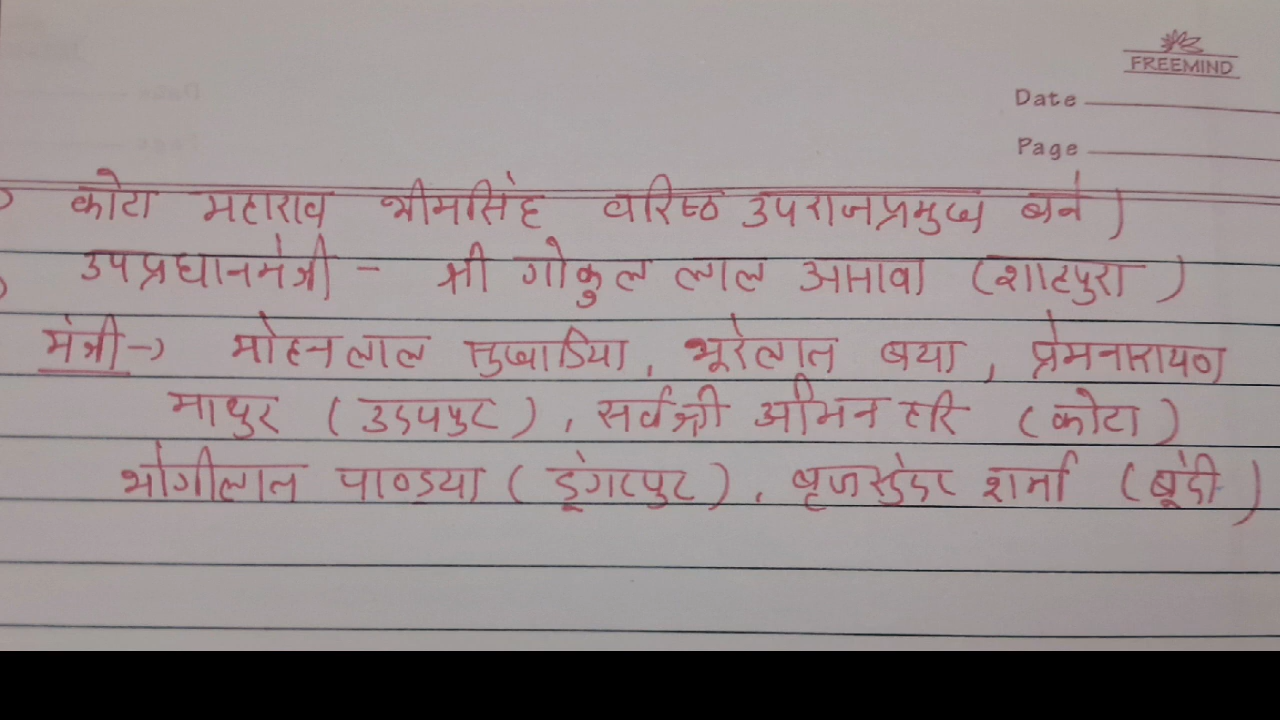 FREEMIND
Date
Page
कोटा महाराव भीमसिंह वरिष्ठ उपराजप्रमुख बने)
उपप्रधानमंत्री - श्री गोकुल लाल असावा (शाहपुरा)
मंत्री-> मोहनलाल सुखाडिया, भूरेलाल बया, प्रेमनारायण
माथुर (उदयपुर), सर्वश्री अभिन्न हरि (कोटा)
भोगीलाल पाण्डया (डूंगरपुर), बृजसुंदर शर्मा (बूंदी)